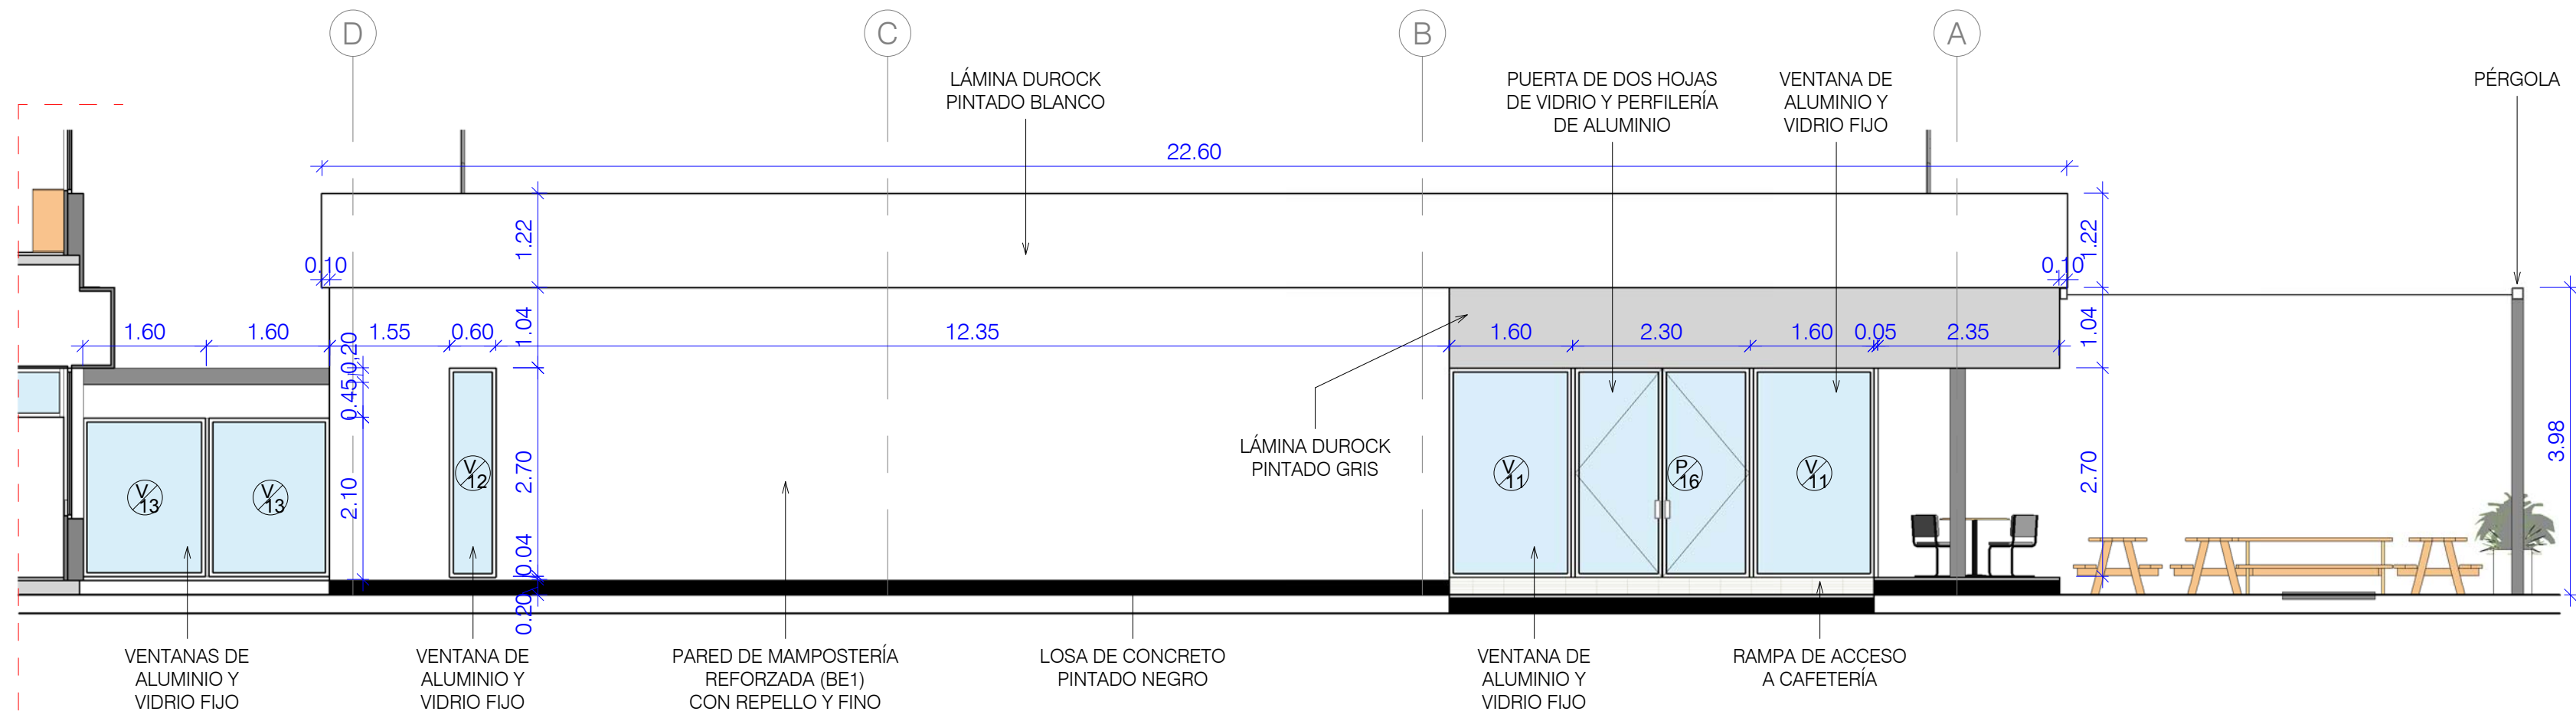 D
C
B
A
LÁMINA DUROCK
PINTADO BLANCO
PUERTA DE DOS HOJAS
DE VIDRIO Y PERFILERÍA
DE ALUMINIO
VENTANA DE
ALUMINIO Y
VIDRIO FIJO
PÉRGOLA
22.60
1.22
1.22
0.10
0.10
1.60
1.60
1.55
0.60
1.04
12.35
1.60
2.30
1.60
0.05
2.35
1.04
0,20
0.45
2.10
2.70
0.04
0.20
2.70
3.98
LÁMINA DUROCK
PINTADO GRIS
V
13
V
13
V
12
V
11
P
16
V
11
VENTANAS DE
ALUMINIO Y
VIDRIO FIJO
VENTANA DE
ALUMINIO Y
VIDRIO FIJO
PARED DE MAMPOSTERÍA
REFORZADA (BE1)
CON REPELLO Y FINO
LOSA DE CONCRETO
PINTADO NEGRO
VENTANA DE
ALUMINIO Y
VIDRIO FIJO
RAMPA DE ACCESO
A CAFETERÍA